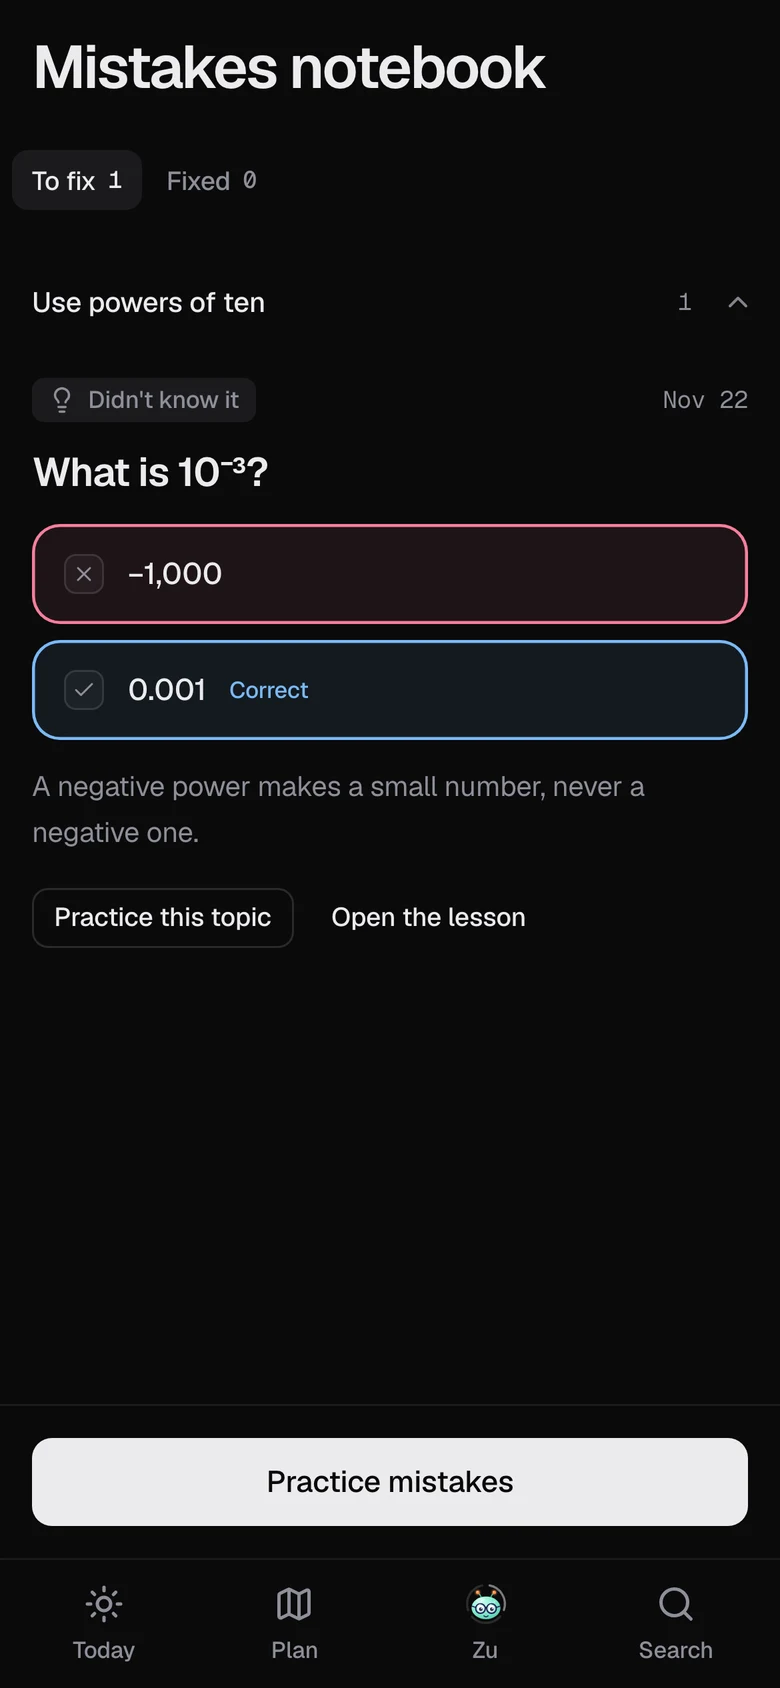 Mistakes notebook
To fix 1 Fixed 0
Use powers of ten 1
Didn't know it Nov 22
What is 10⁻³?
−1,000
0.001 Correct
A negative power makes a small number, never a
negative one.
Practice this topic Open the lesson
Practice mistakes
Today Plan Zu Search